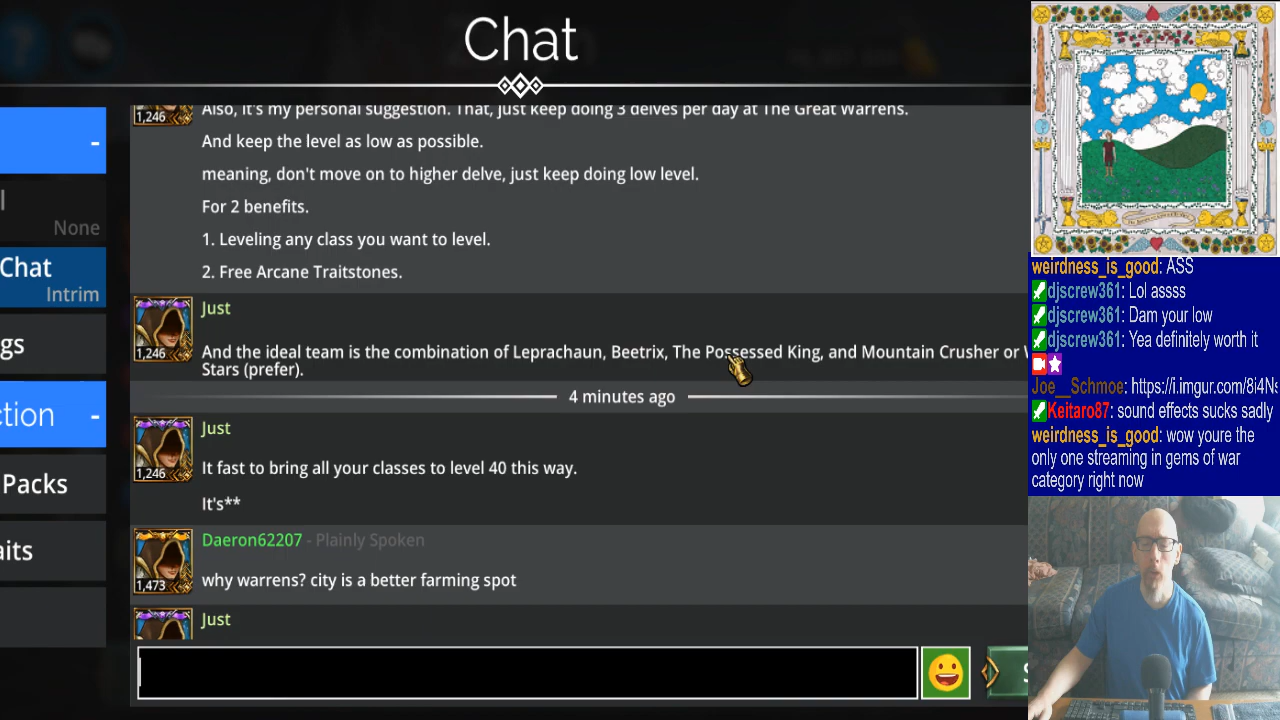 Chat
-
l
None
Chat
Intrim
gs
ction -
Packs
aits
1,246
Also, it's my personal suggestion. That, just keep doing 3 delves per day at The Great Warrens.
And keep the level as low as possible.
meaning, don't move on to higher delve, just keep doing low level.
For 2 benefits.
1. Leveling any class you want to level.
2. Free Arcane Traitstones.
Just
1,246
And the ideal team is the combination of Leprachaun, Beetrix, The Possessed King, and Mountain Crusher or
Stars (prefer).
4 minutes ago
Just
1,246
It fast to bring all your classes to level 40 this way.
It's**
Daeron62207 - Plainly Spoken
1,473
why warrens? city is a better farming spot
Just
weirdness_is_good: ASS
djscrew361: Lol assss
djscrew361: Dam your low
djscrew361: Yea definitely worth it
Joe__Schmoe: https://i.imgur.com/8i4Ns
Keitaro87: sound effects sucks sadly
weirdness_is_good: wow youre the
only one streaming in gems of war
category right now